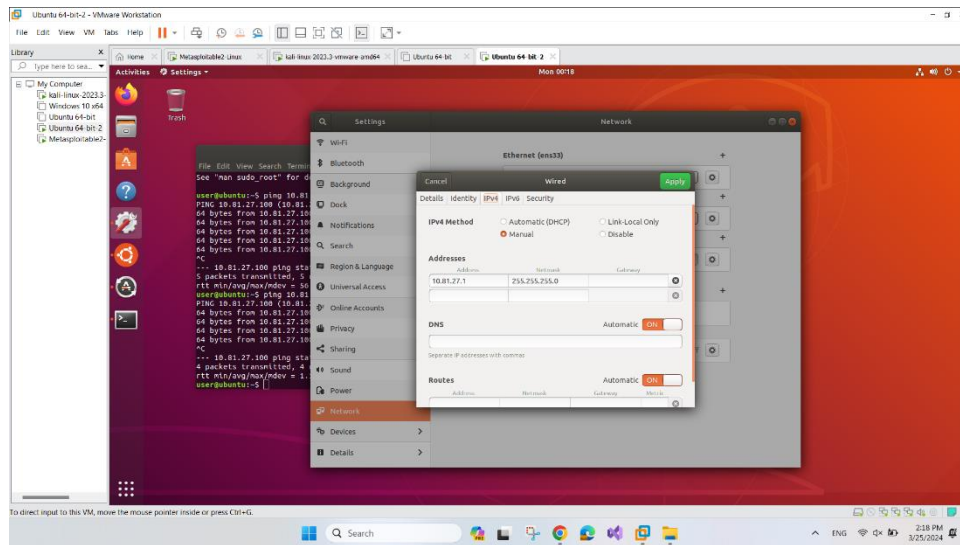 Ubuntu 64-bit-2 - VMware Workstation
File Edit View VM Tabs Help
Library X
Type here to sea...
My Computer
kali-linux-2023.3-
Windows 10 x64
Ubuntu 64-bit
Ubuntu 64-bit-2
Metasploitable2-
Home Metasploitable2-Linux kali-linux-2023.3-vmware-amd64 Ubuntu 64-bit Ubuntu 64-bit-2
Activities Settings Mon 00:18
Trash
File Edit View Search Termi
See "man sudo_root" for d
user@ubuntu:~$ ping 10.81
PING 10.81.27.100 (10.81.
64 bytes from 10.81.27.10
64 bytes from 10.81.27.10
64 bytes from 10.81.27.10
64 bytes from 10.81.27.10
64 bytes from 10.81.27.10
^C
--- 10.81.27.100 ping sta
5 packets transmitted, 5
rtt min/avg/max/mdev = 56
user@ubuntu:~$ ping 10.81
PING 10.81.27.100 (10.81.
64 bytes from 10.81.27.10
64 bytes from 10.81.27.10
64 bytes from 10.81.27.10
64 bytes from 10.81.27.10
^C
--- 10.81.27.100 ping sta
4 packets transmitted, 4
rtt min/avg/max/mdev = 1.
user@ubuntu:~$
Settings Network
Wi-Fi
Bluetooth
Background
Dock
Notifications
Search
Region & Language
Universal Access
Online Accounts
Privacy
Sharing
Sound
Power
Network
Devices
Details
Ethernet (ens33)
Cancel Wired Apply
Details Identity IPv4 IPv6 Security
IPv4 Method Automatic (DHCP) Link-Local Only
Manual Disable
Addresses
Address Netmask Gateway
10.81.27.1 255.255.255.0
DNS Automatic ON
Separate IP addresses with commas
Routes Automatic ON
Address Netmask Gateway Metric
To direct input to this VM, move the mouse pointer inside or press Ctrl+G.
Search
ENG
2:18 PM
3/25/2024